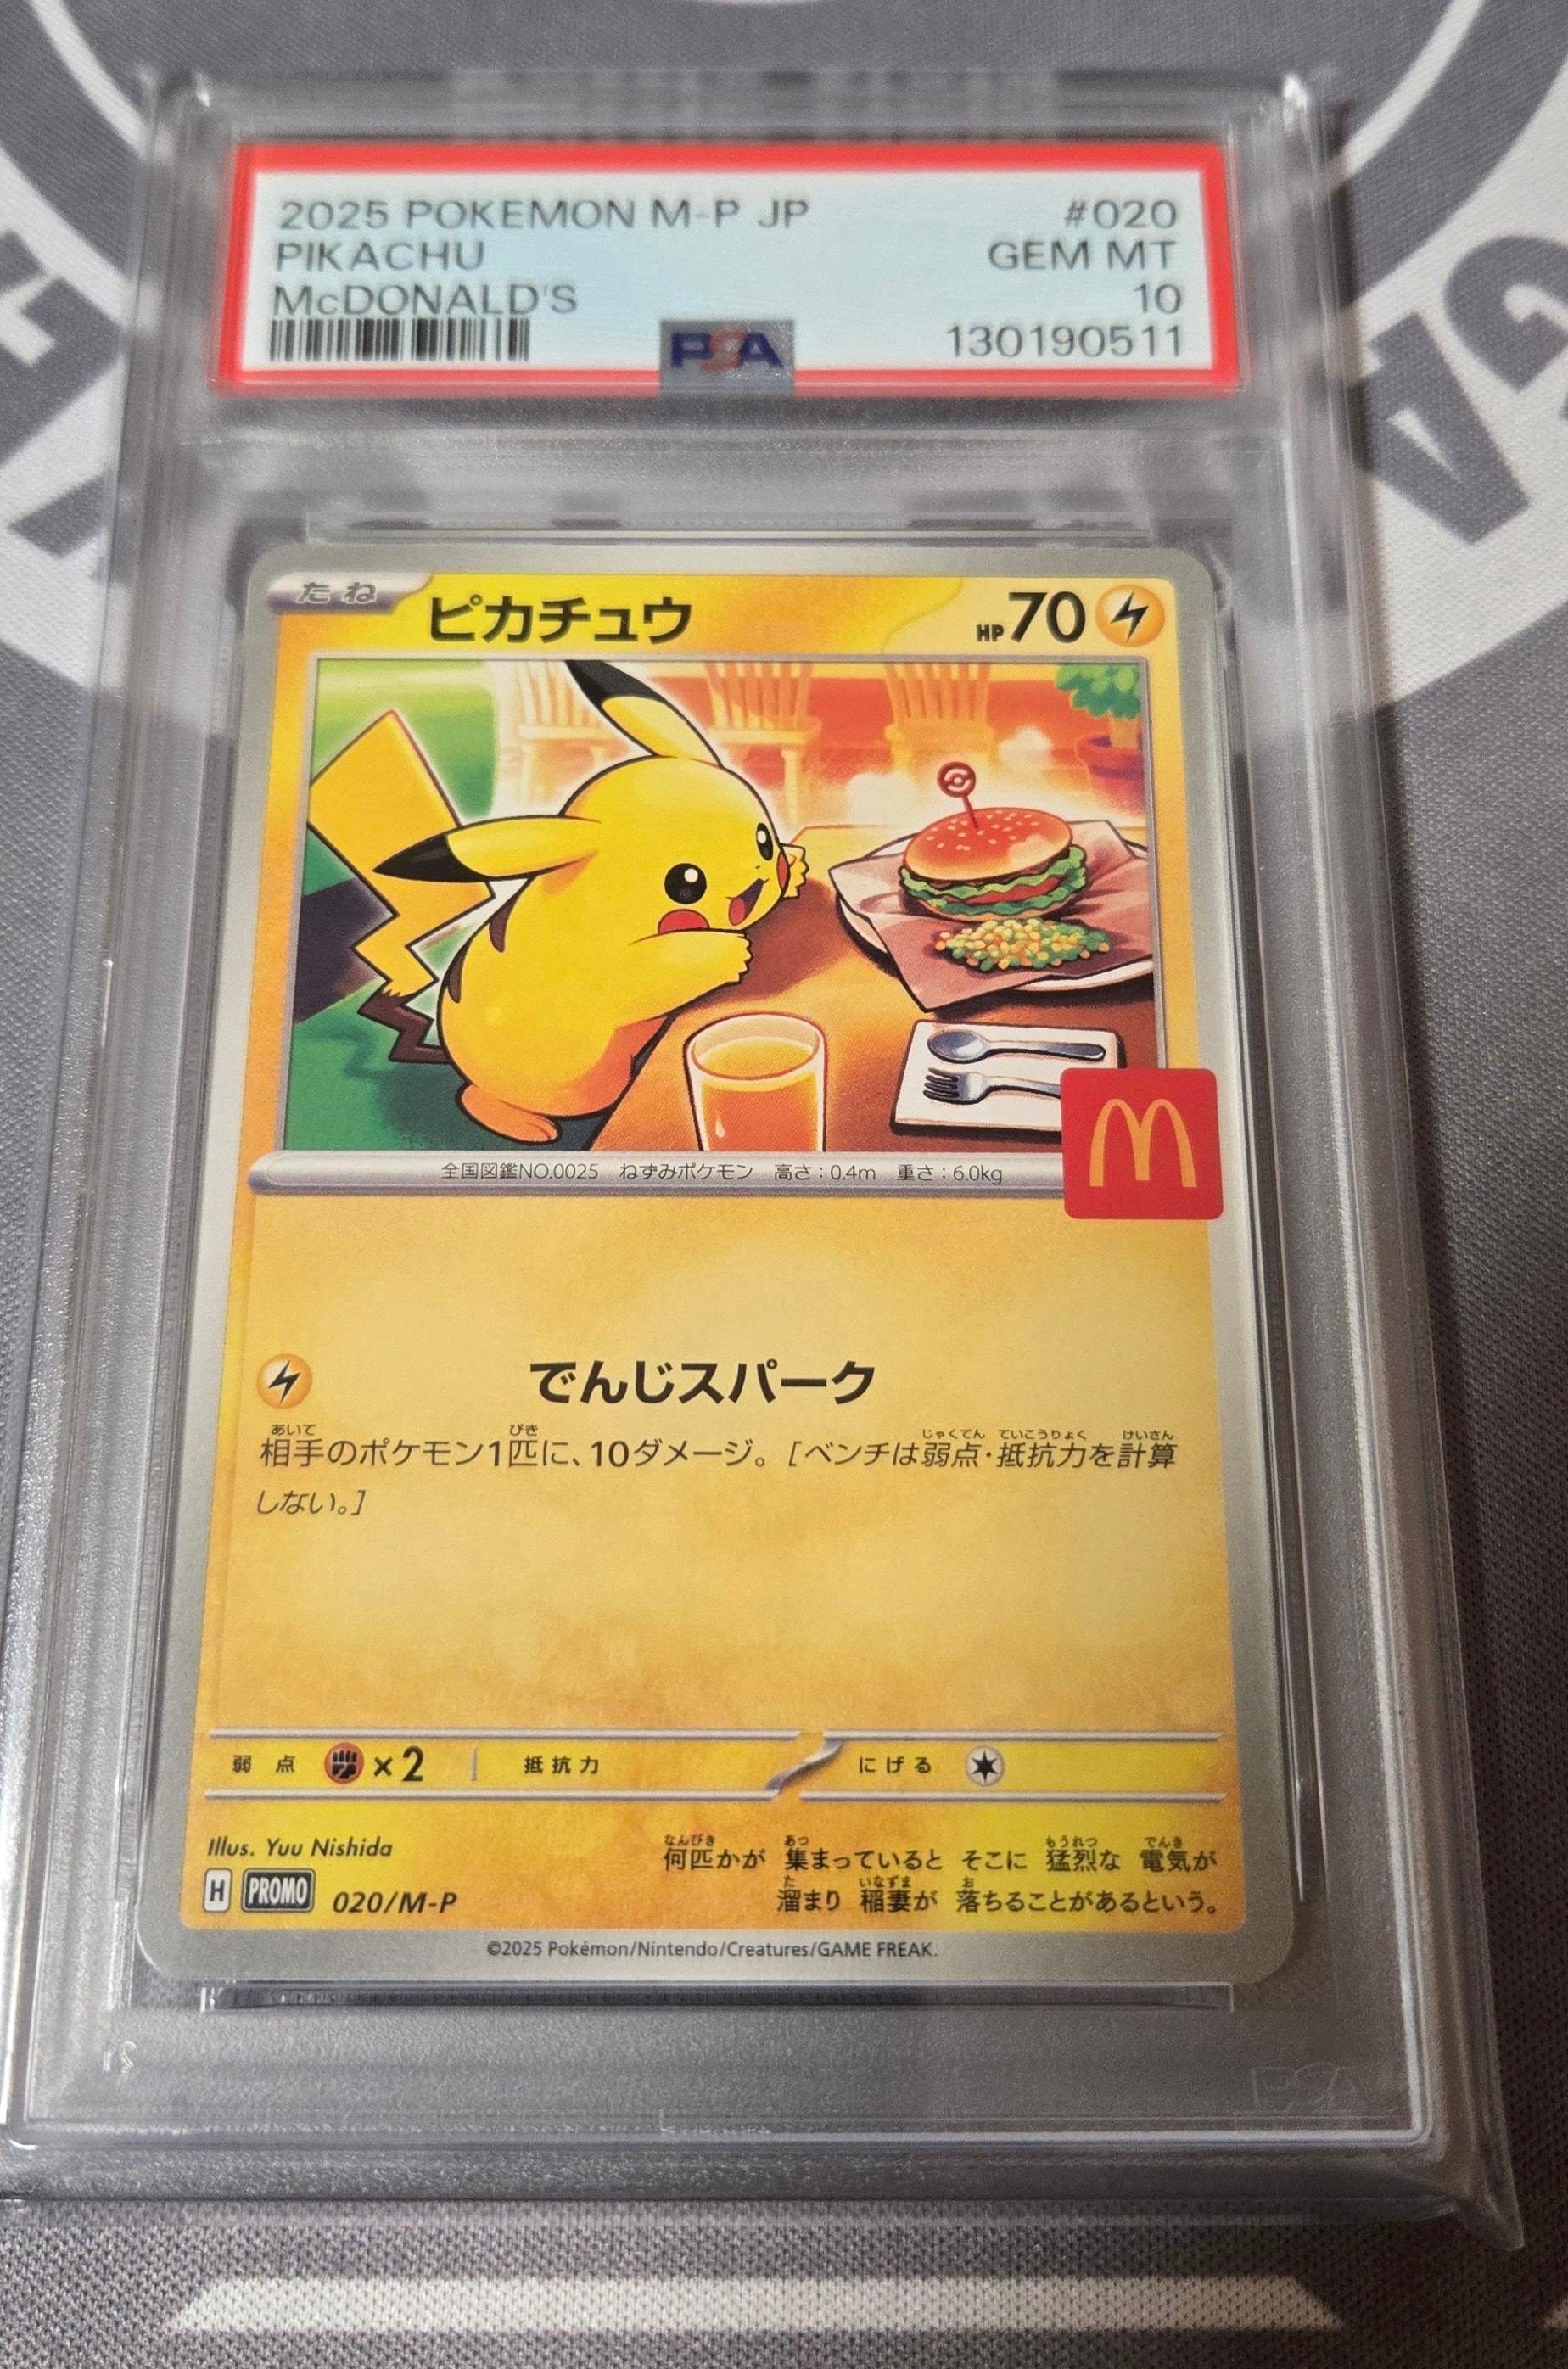 2025 POKEMON M-P JP #020
PIKACHU GEM MT
McDONALD'S 10
PSA 130190511
たね ピカチュウ HP 70
全国図鑑NO.0025 ねずみポケモン 高さ:0.4m 重さ:6.0kg
でんじスパーク
あいて びき じゃくてん ていこうりょく けいさん
相手のポケモン1匹に、10ダメージ。[ベンチは弱点·抵抗力を計算
しない。]
弱点 ×2 抵抗力 にげる
Illus. Yuu Nishida
なんびき あつ もうれつ でんき
何匹かが 集まっていると そこに 猛烈な 電気が
た いなずま お
溜まり 稲妻が 落ちることがあるという。
H PROMO 020/M-P
©2025 Pokémon/Nintendo/Creatures/GAME FREAK.
PSA